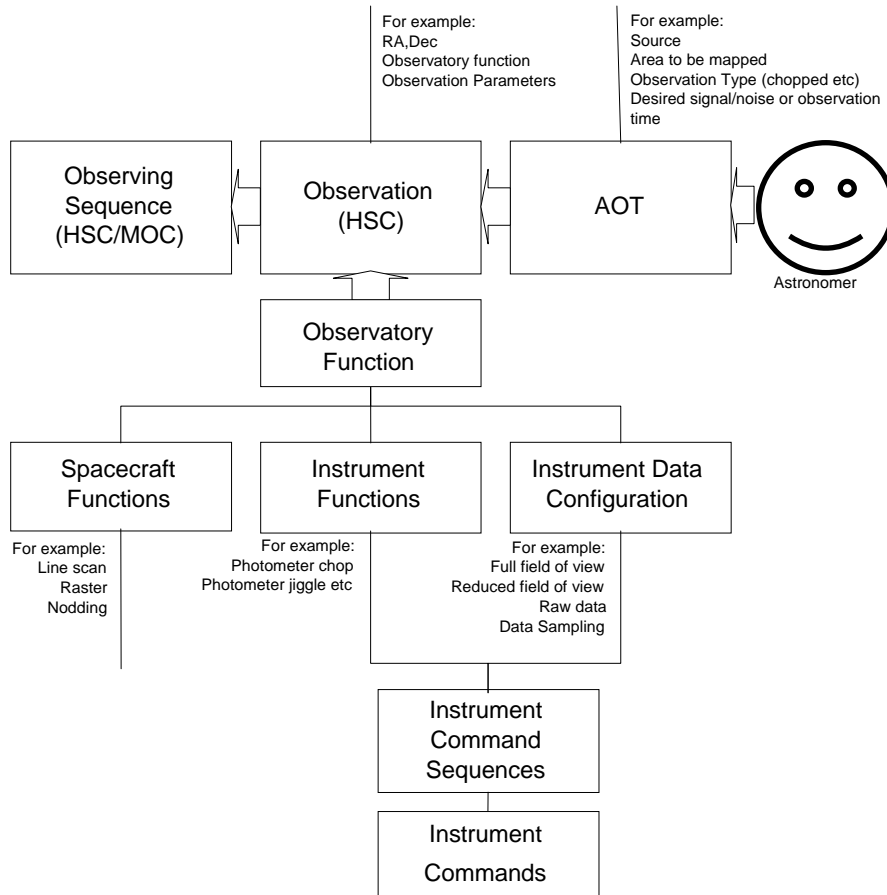 For example:
RA,Dec
Observatory function
Observation Parameters
For example:
Source
Area to be mapped
Observation Type (chopped etc)
Desired signal/noise or observation
time
Observing
Sequence
(HSC/MOC)
Observation
(HSC)
AOT
Astronomer
Observatory
Function
Spacecraft
Functions
Instrument
Functions
Instrument Data
Configuration
For example:
Line scan
Raster
Nodding
For example:
Photometer chop
Photometer jiggle etc
For example:
Full field of view
Reduced field of view
Raw data
Data Sampling
Instrument
Command
Sequences
Instrument
Commands